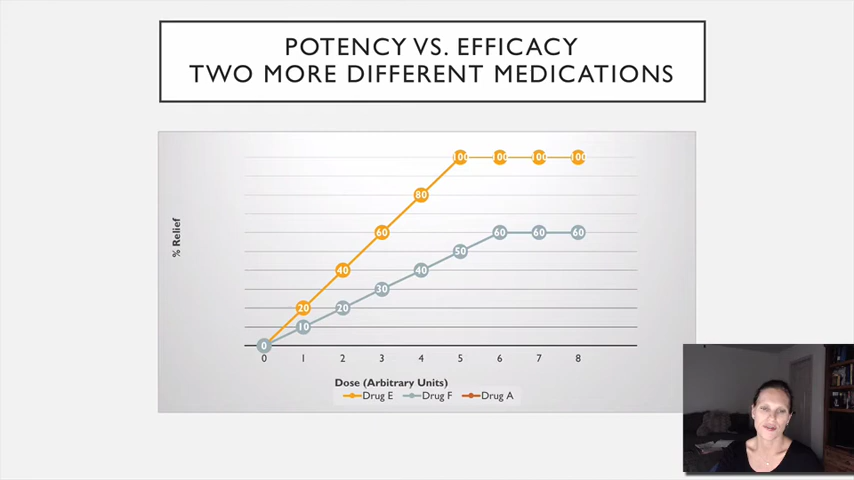 POTENCY VS. EFFICACY
TWO MORE DIFFERENT MEDICATIONS
% Relief
100 100 100 100
80
60 60 60 60
50
40 40
30
20 20
10
0
0 1 2 3 4 5 6 7 8
Dose (Arbitrary Units)
Drug E Drug F Drug A